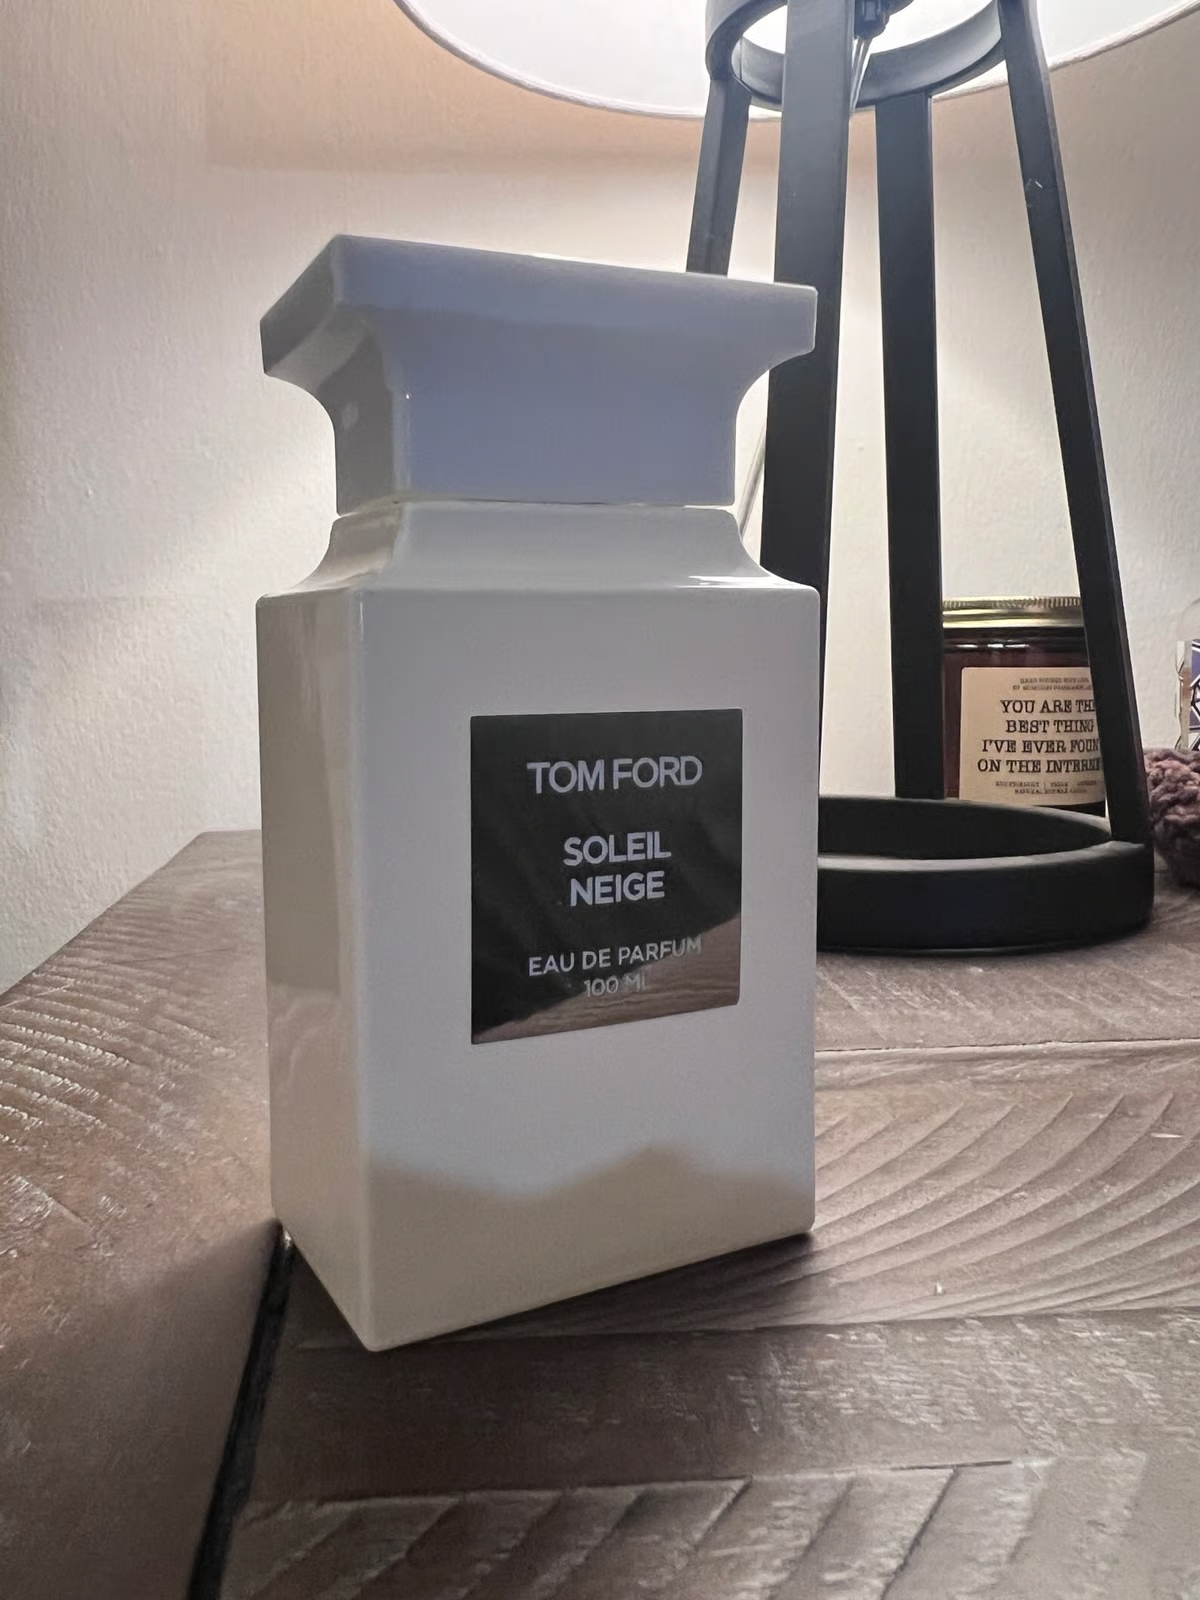 TOM FORD
SOLEIL
NEIGE
EAU DE PARFUM
100 ML
YOU ARE TH
BEST THING
I'VE EVER FOUN
ON THE INTERN